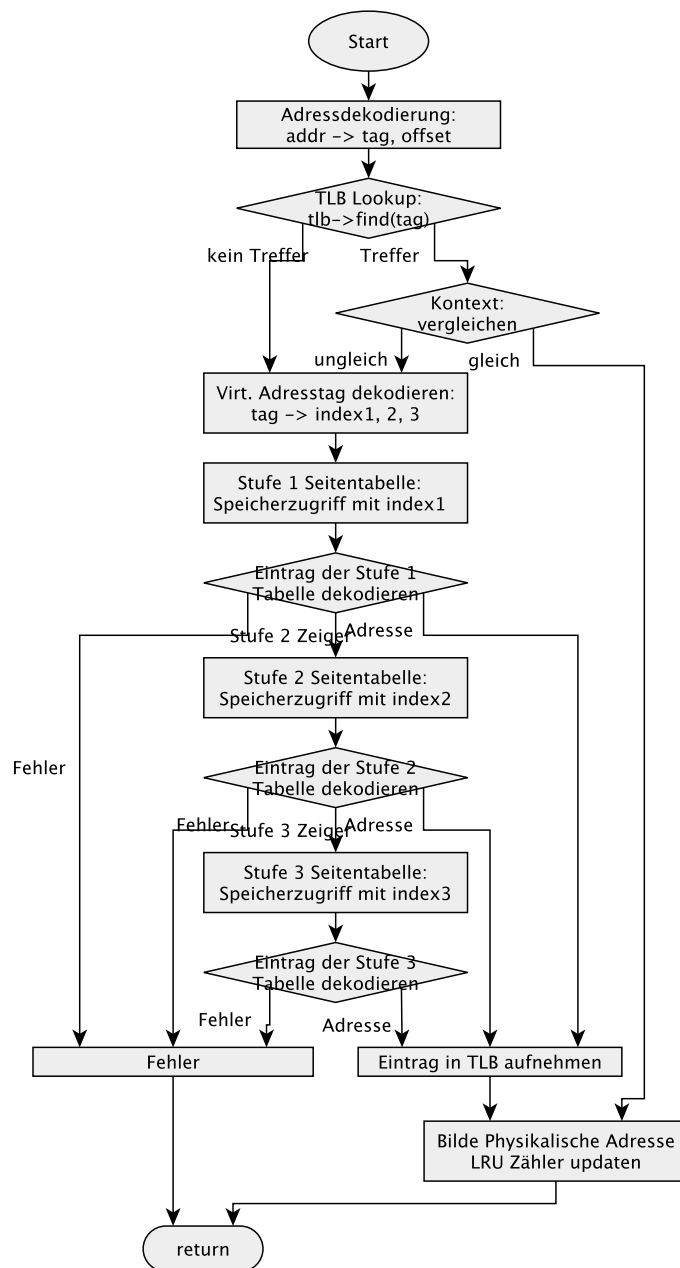 Start
Adressdekodierung:
addr -> tag, offset
TLB Lookup:
tlb->find(tag)
kein Treffer
Treffer
Kontext:
vergleichen
ungleich
gleich
Virt. Adresstag dekodieren:
tag -> index1, 2, 3
Stufe 1 Seitentabelle:
Speicherzugriff mit index1
Eintrag der Stufe 1
Tabelle dekodieren
Stufe 2 Zeiger
Adresse
Stufe 2 Seitentabelle:
Speicherzugriff mit index2
Fehler
Eintrag der Stufe 2
Tabelle dekodieren
Fehler
Stufe 3 Zeiger
Adresse
Stufe 3 Seitentabelle:
Speicherzugriff mit index3
Eintrag der Stufe 3
Tabelle dekodieren
Fehler
Adresse
Fehler
Eintrag in TLB aufnehmen
Bilde Physikalische Adresse
LRU Zähler updaten
return